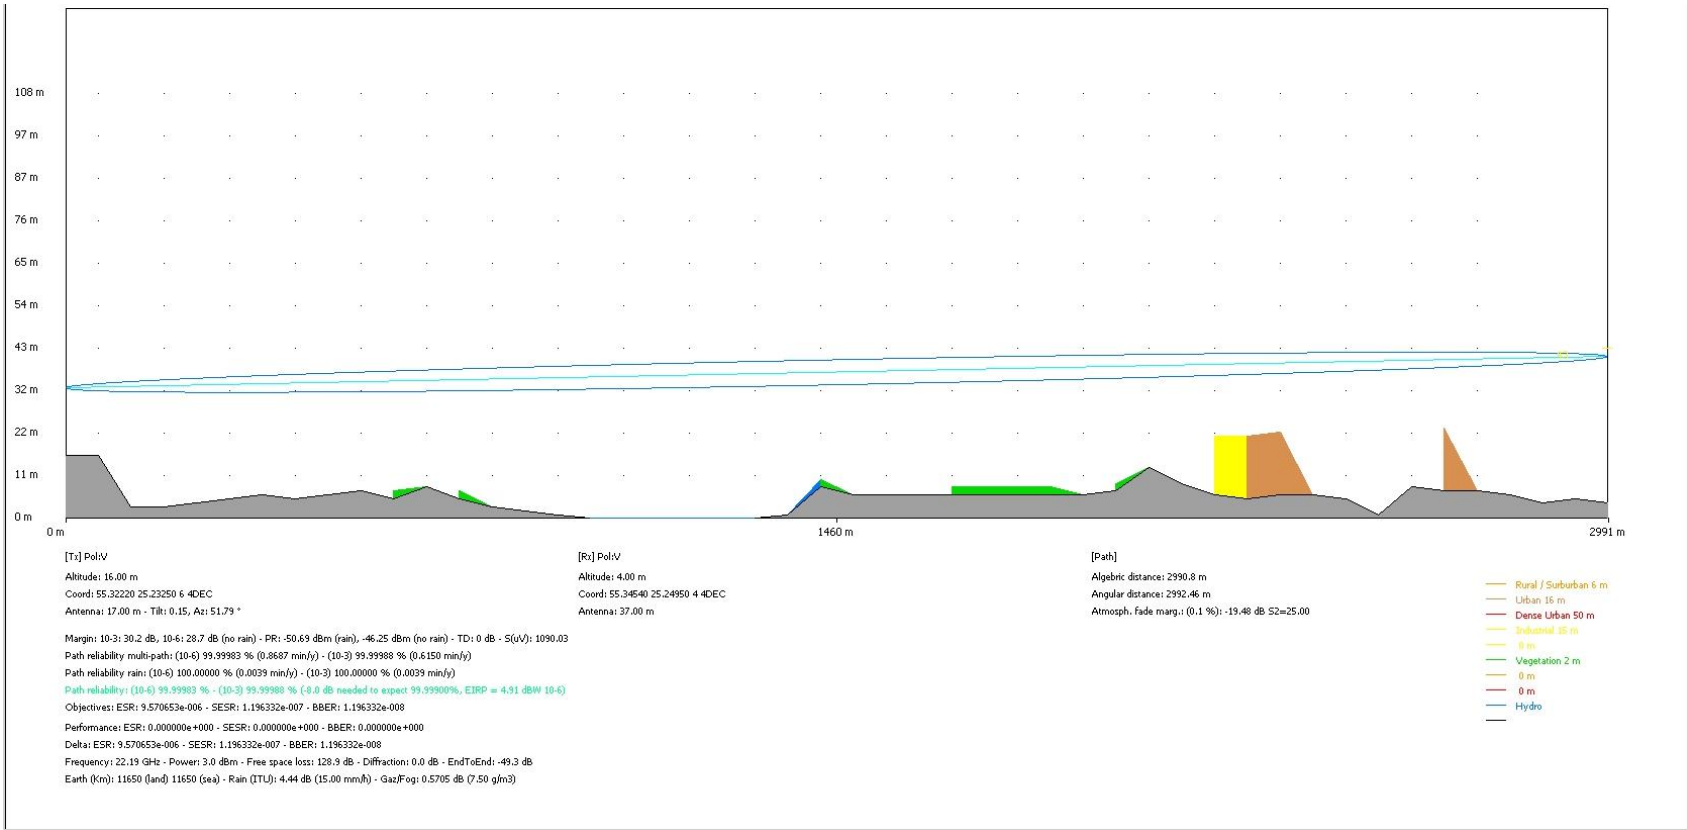 108 m
97 m
87 m
76 m
65 m
54 m
43 m
32 m
22 m
11 m
0 m
0 m 1460 m 2991 m
[Tx] Pol:V [Rx] Pol:V [Path]
Altitude: 16.00 m Altitude: 4.00 m Algebric distance: 2990.8 m
Coord: 55.32220 25.23250 6 4DEC Coord: 55.34540 25.24950 4 4DEC Angular distance: 2992.46 m
Antenna: 17.00 m - Tilt: 0.15, Az: 51.79 ° Antenna: 37.00 m Atmosph. fade marg.: (0.1 %): -19.48 dB S2=25.00
Rural / Surburban 6 m
Urban 16 m
Dense Urban 50 m
Industrial 15 m
8 m
Vegetation 2 m
0 m
0 m
Hydro
Margin: 10-3: 30.2 dB, 10-6: 28.7 dB (no rain) - PR: -50.69 dBm (rain), -46.25 dBm (no rain) - TD: 0 dB - S(uV): 1090.03
Path reliability multi-path: (10-6) 99.99983 % (0.8687 min/y) - (10-3) 99.99988 % (0.6150 min/y)
Path reliability rain: (10-6) 100.00000 % (0.0039 min/y) - (10-3) 100.00000 % (0.0039 min/y)
Path reliability: (10-6) 99.99983 % - (10-3) 99.99988 % (-8.0 dB needed to expect 99.99900%, EIRP = 4.91 dBW 10-6)
Objectives: ESR: 9.570653e-006 - SESR: 1.196332e-007 - BBER: 1.196332e-008
Performance: ESR: 0.000000e+000 - SESR: 0.000000e+000 - BBER: 0.000000e+000
Delta: ESR: 9.570653e-006 - SESR: 1.196332e-007 - BBER: 1.196332e-008
Frequency: 22.19 GHz - Power: 3.0 dBm - Free space loss: 128.9 dB - Diffraction: 0.0 dB - EndToEnd: -49.3 dB
Earth (Km): 11650 (land) 11650 (sea) - Rain (ITU): 4.44 dB (15.00 mm/h) - Gaz/Fog: 0.5705 dB (7.50 g/m3)